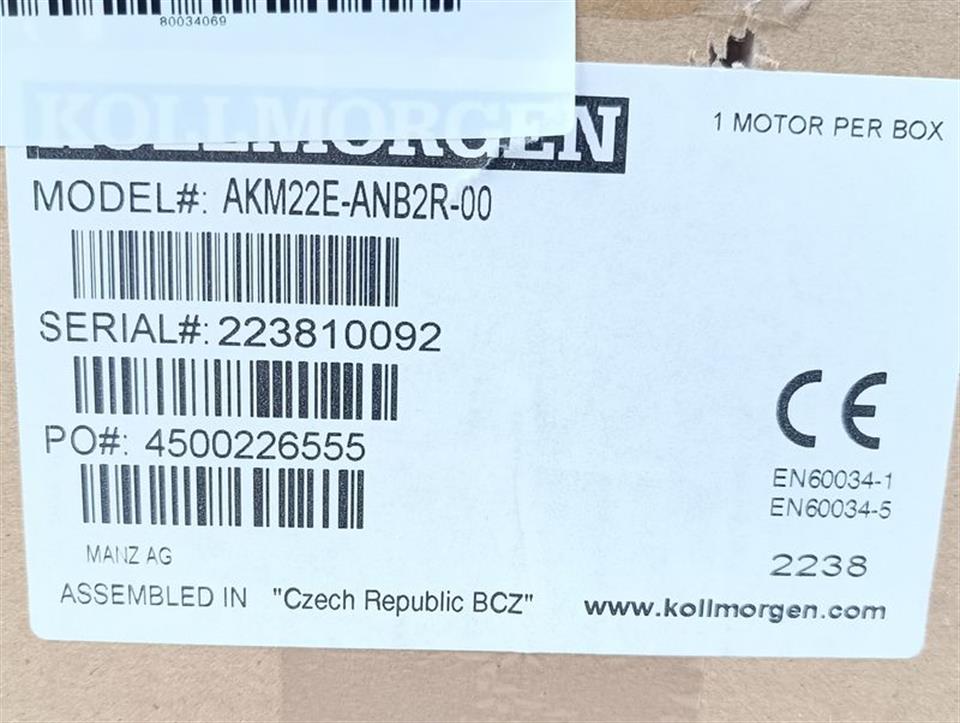 80034069
KOLLMORGEN
1 MOTOR PER BOX
MODEL#: AKM22E-ANB2R-00
SERIAL#: 223810092
PO#: 4500226555
CE
EN60034-1
EN60034-5
MANZ AG
2238
ASSEMBLED IN "Czech Republic BCZ"
www.kollmorgen.com